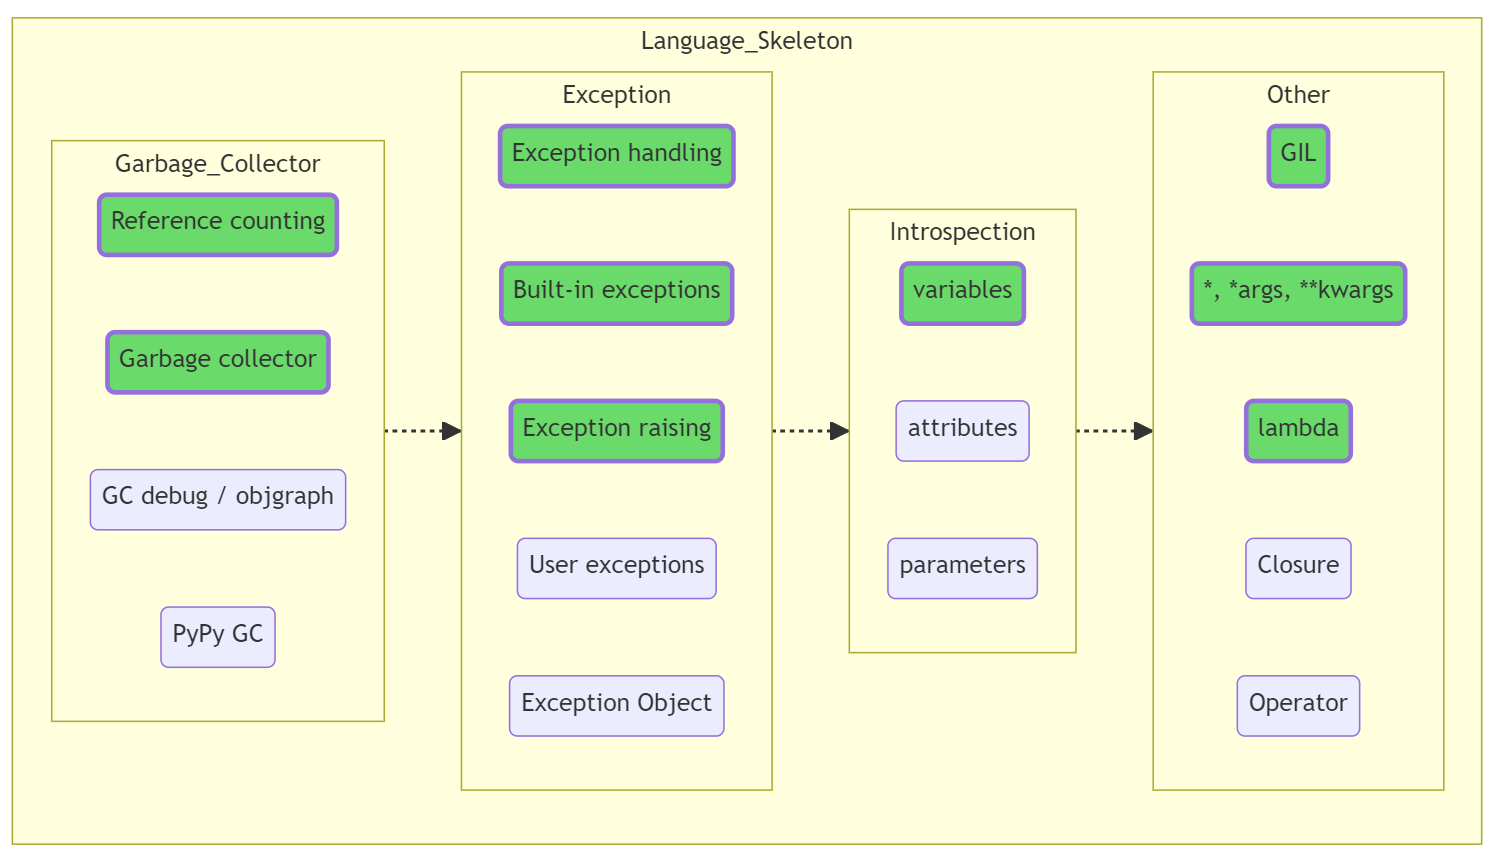 Language_Skeleton
Garbage_Collector
Reference counting
Garbage collector
GC debug / objgraph
PyPy GC
Exception
Exception handling
Built-in exceptions
Exception raising
User exceptions
Exception Object
Introspection
variables
attributes
parameters
Other
GIL
*, *args, **kwargs
lambda
Closure
Operator